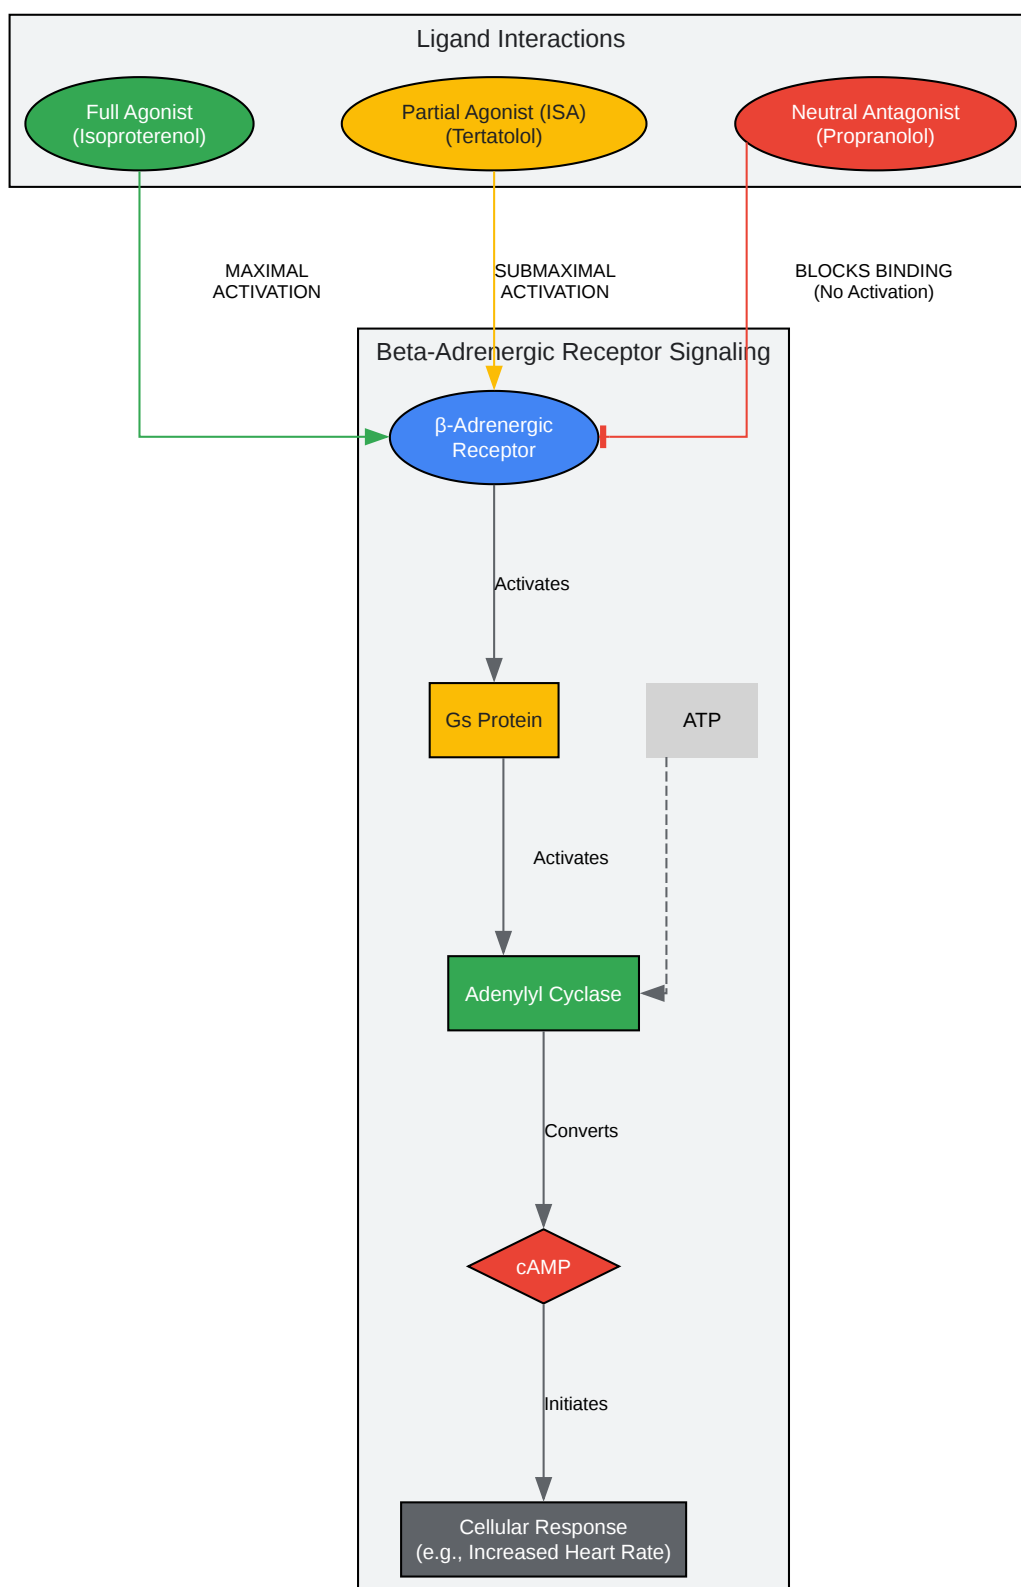 Ligand Interactions
Full Agonist
(Isoproterenol)
Partial Agonist (ISA)
(Tertatolol)
Neutral Antagonist
(Propranolol)
MAXIMAL
ACTIVATION
SUBMAXIMAL
ACTIVATION
BLOCKS BINDING
(No Activation)
Beta-Adrenergic Receptor Signaling
β-Adrenergic
Receptor
Activates
Gs Protein
ATP
Activates
Adenylyl Cyclase
Converts
cAMP
Initiates
Cellular Response
(e.g., Increased Heart Rate)